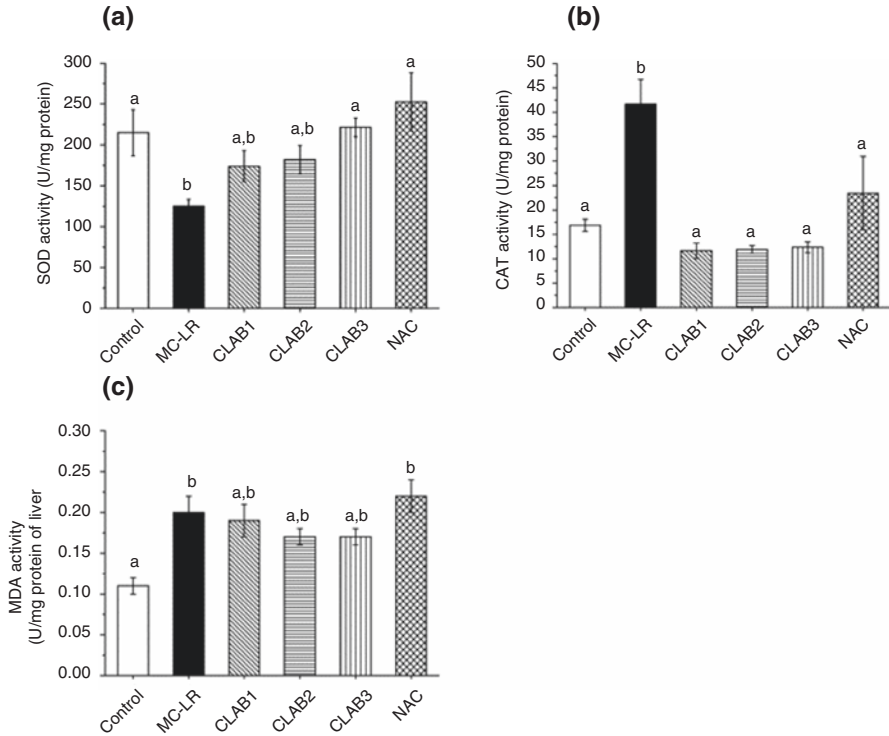 (a)
SOD activity (U/mg protein)
300
250
200
150
100
50
0
a
b
a,b
a,b
a
a
Control
MC-LR
CLAB1
CLAB2
CLAB3
NAC
(b)
CAT activity (U/mg protein)
50
45
40
35
30
25
20
15
10
5
0
a
b
a
a
a
a
Control
MC-LR
CLAB1
CLAB2
CLAB3
NAC
(c)
MDA activity
(U/mg protein of liver
0.30
0.25
0.20
0.15
0.10
0.05
0.00
a
b
a,b
a,b
a,b
b
Control
MC-LR
CLAB1
CLAB2
CLAB3
NAC